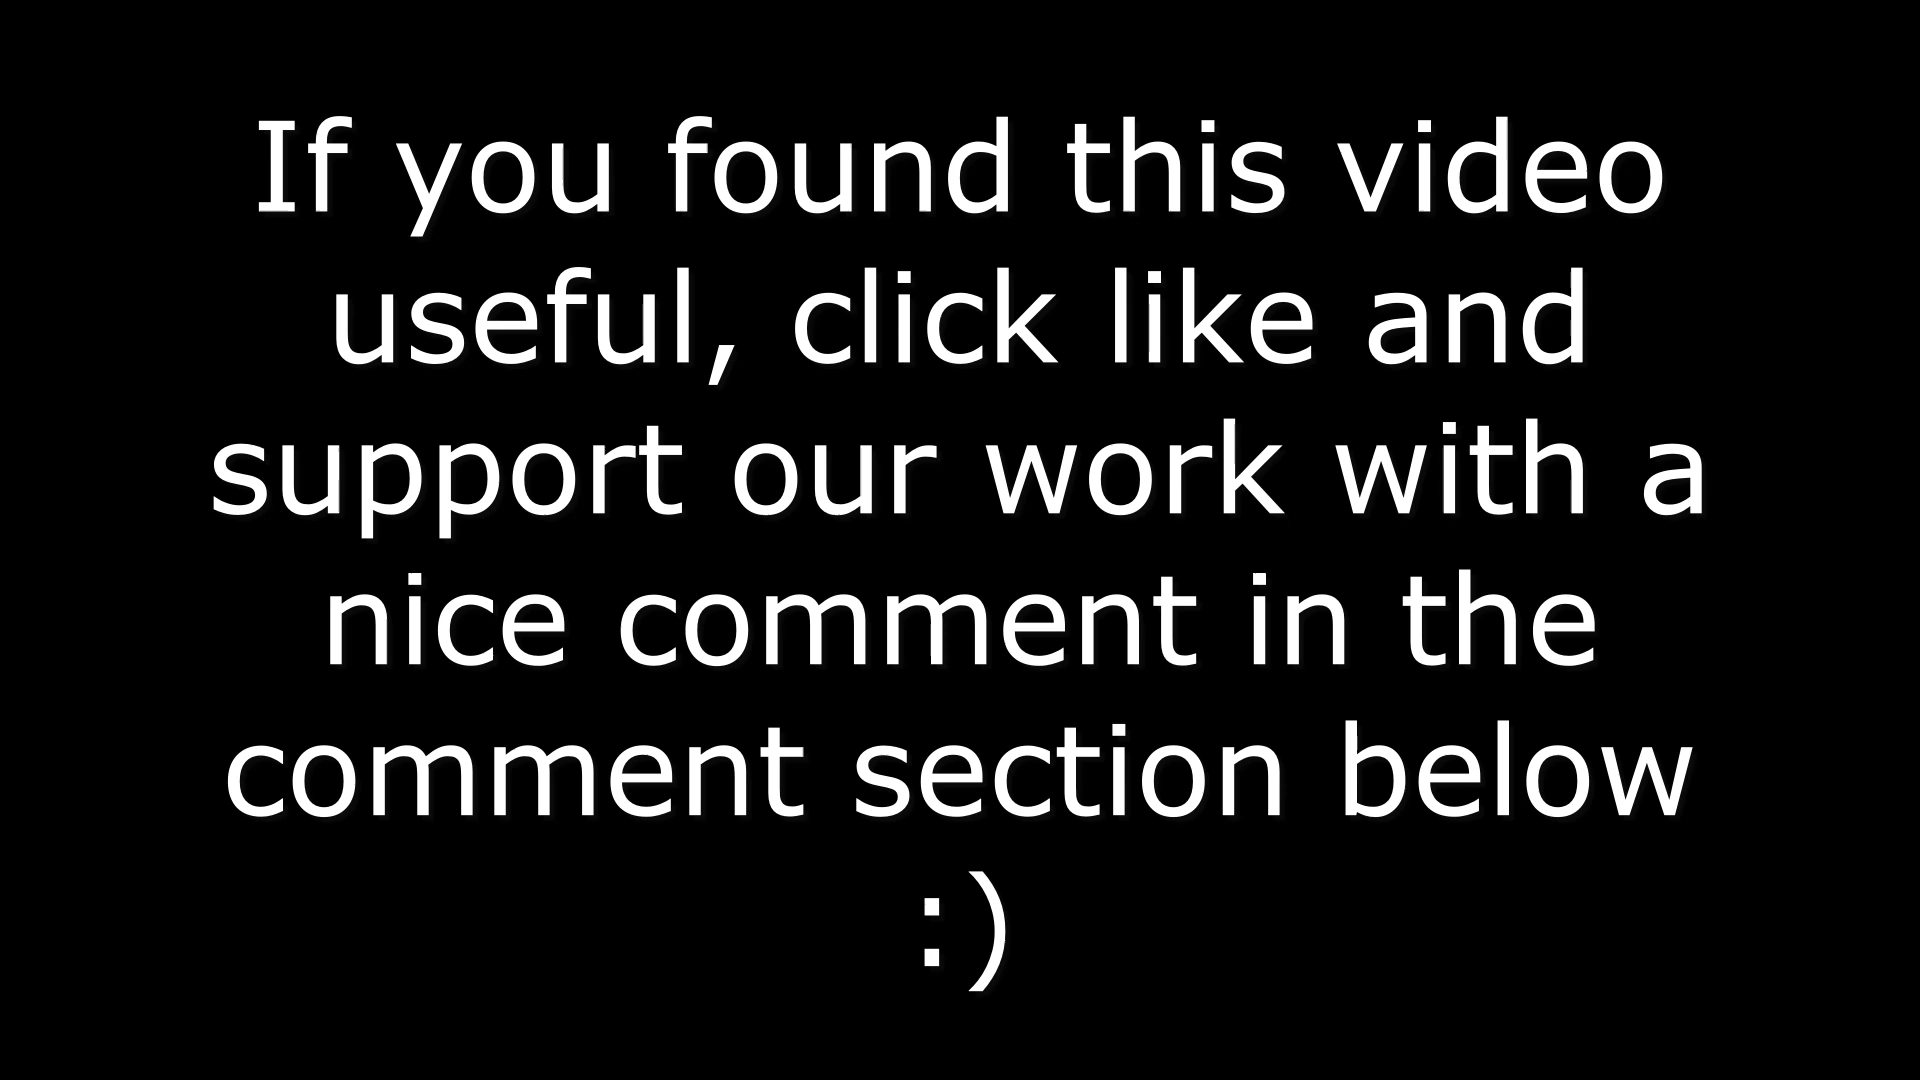 If you found this video
useful, click like and
support our work with a
nice comment in the
comment section below
:)